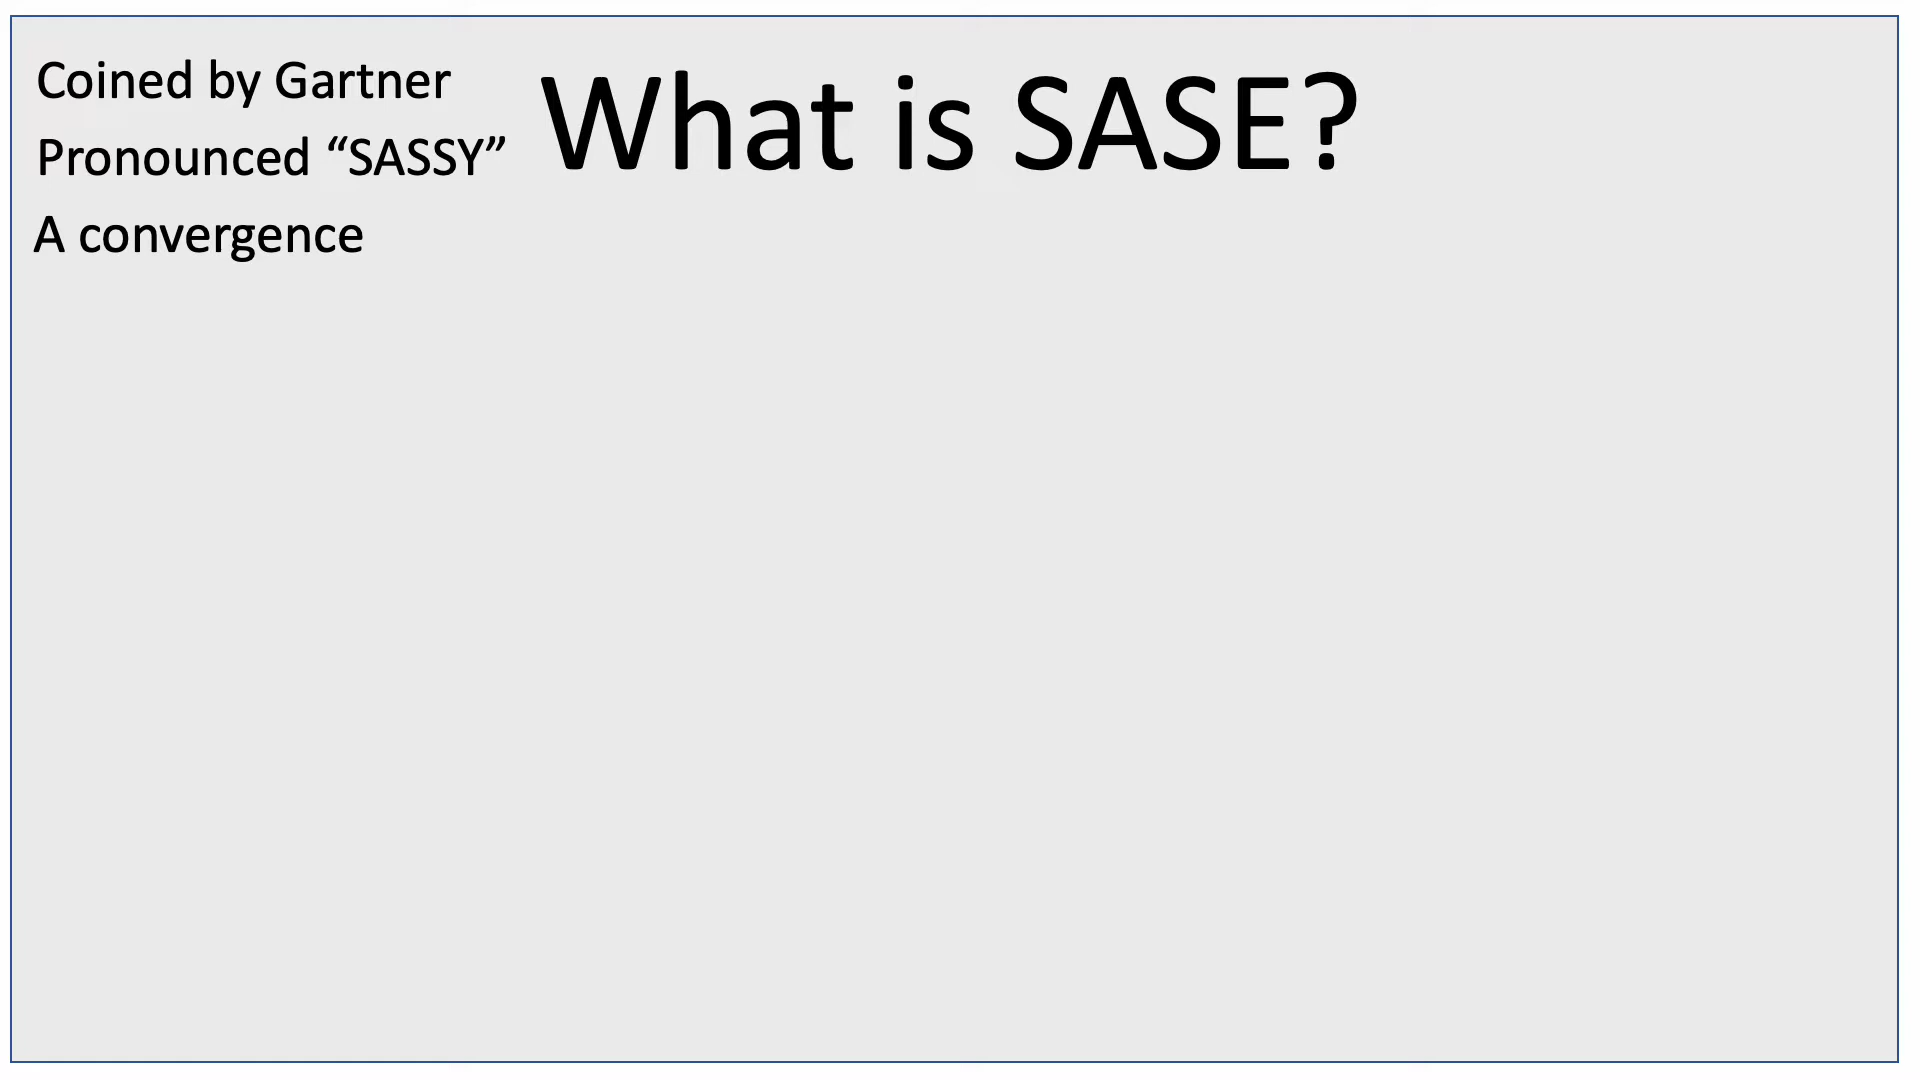 What is SASE?
Coined by Gartner
Pronounced “SASSY”
A convergence